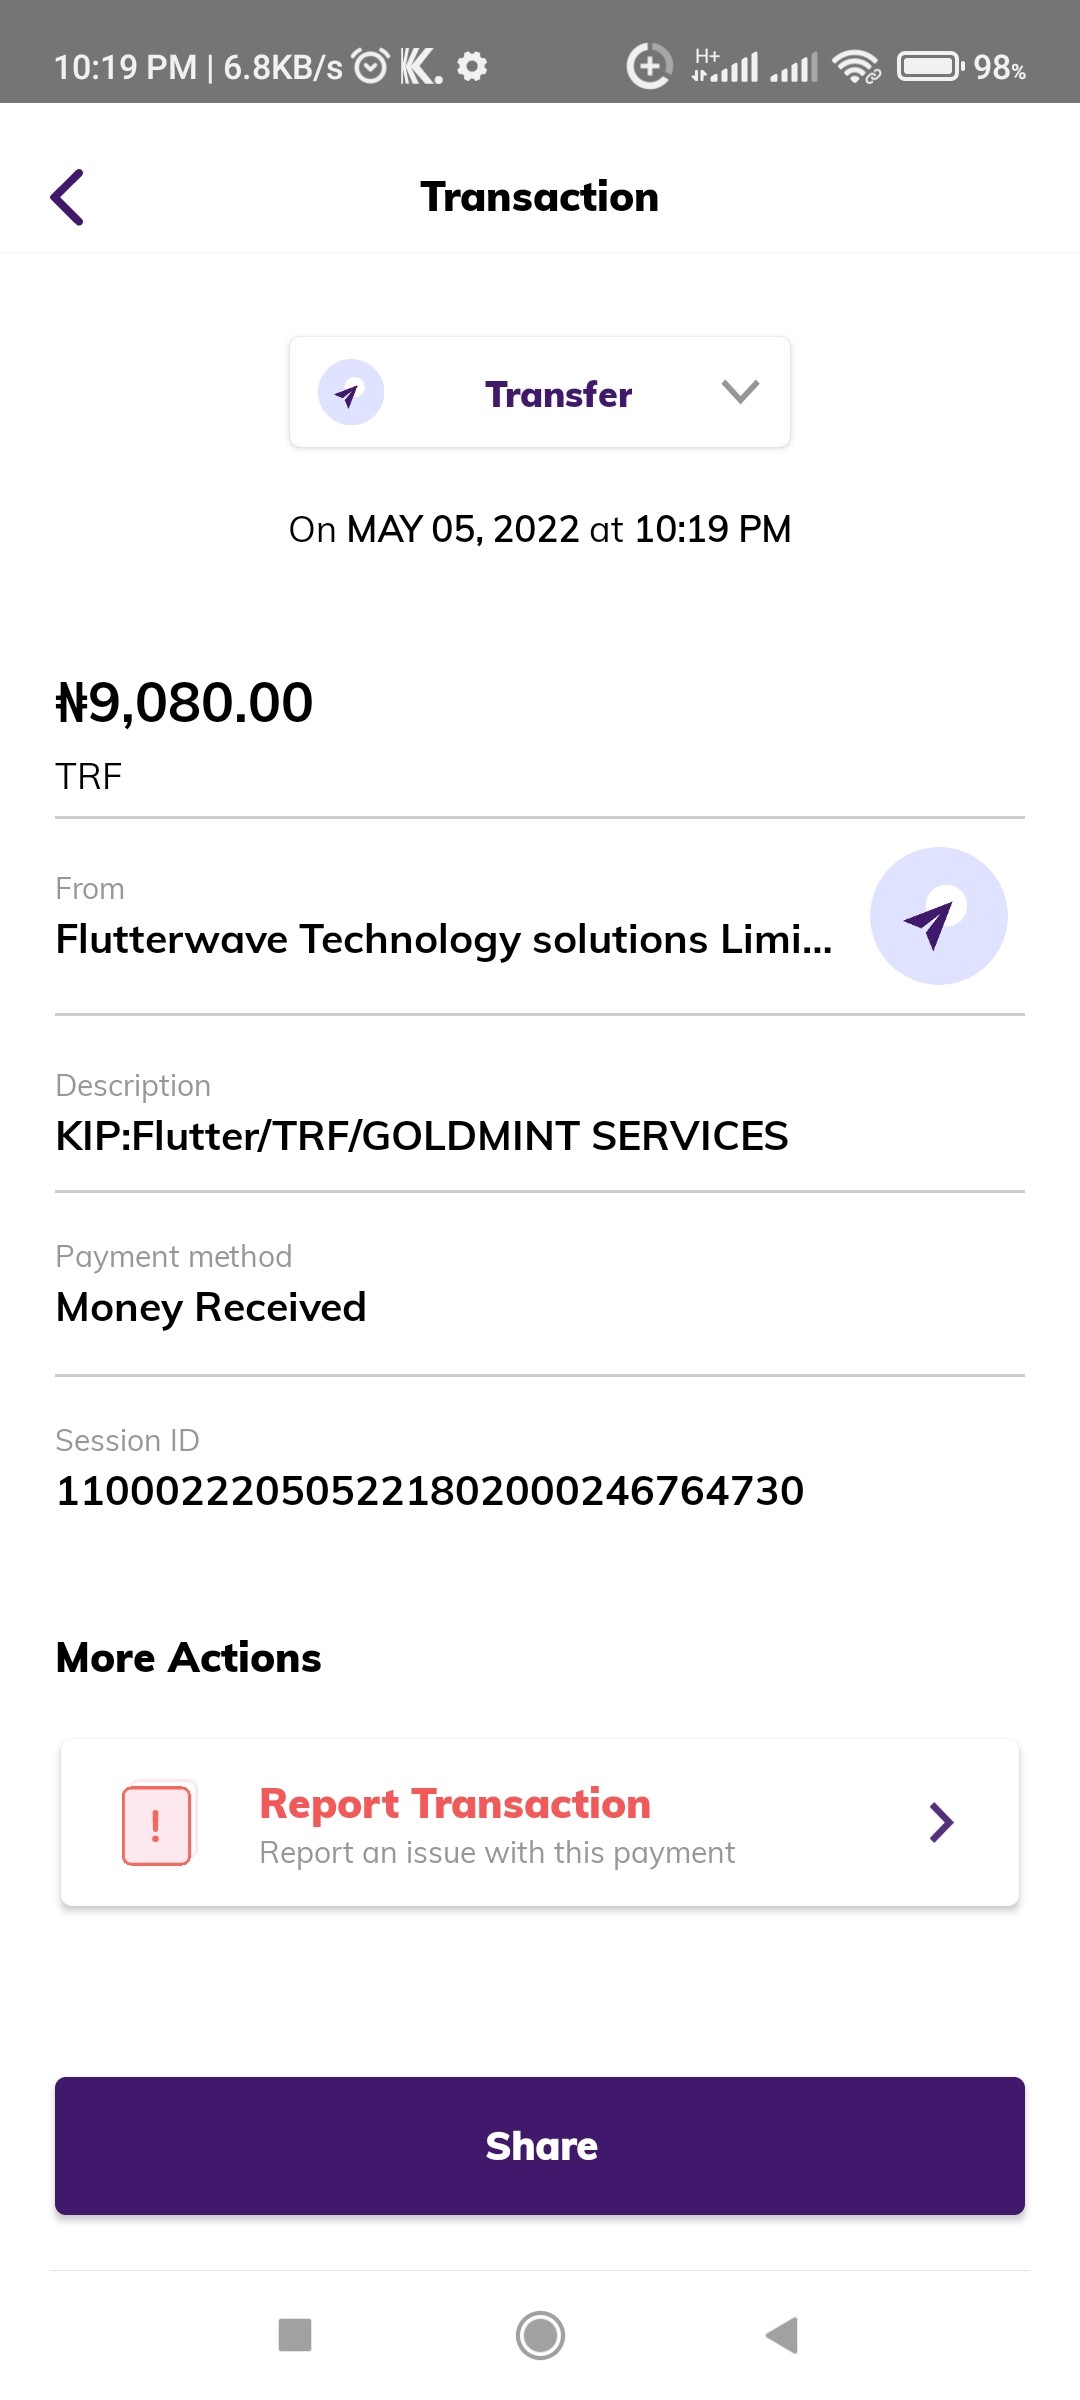 10:19 PM | 6.8KB/s K. H+ 98%
Transaction
Transfer
On MAY 05, 2022 at 10:19 PM
₦9,080.00
TRF
From
Flutterwave Technology solutions Limi...
Description
KIP:Flutter/TRF/GOLDMINT SERVICES
Payment method
Money Received
Session ID
110002220505221802000246764730
More Actions
!
Report Transaction
Report an issue with this payment
Share